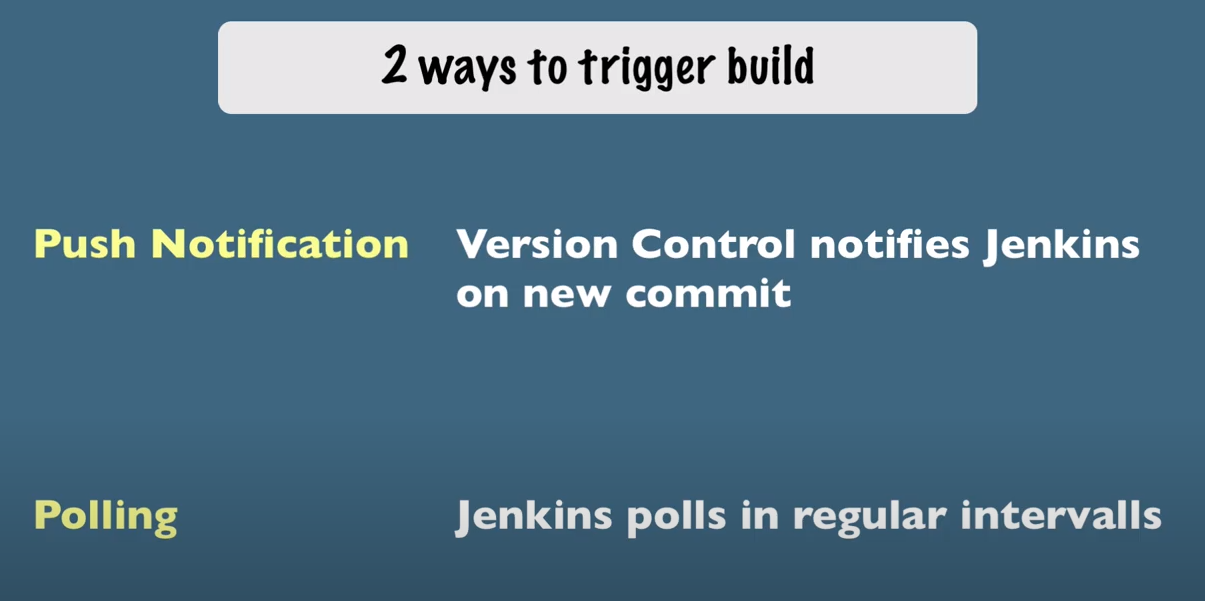 2 ways to trigger build
Push Notification
Version Control notifies Jenkins
on new commit
Polling
Jenkins polls in regular intervalls